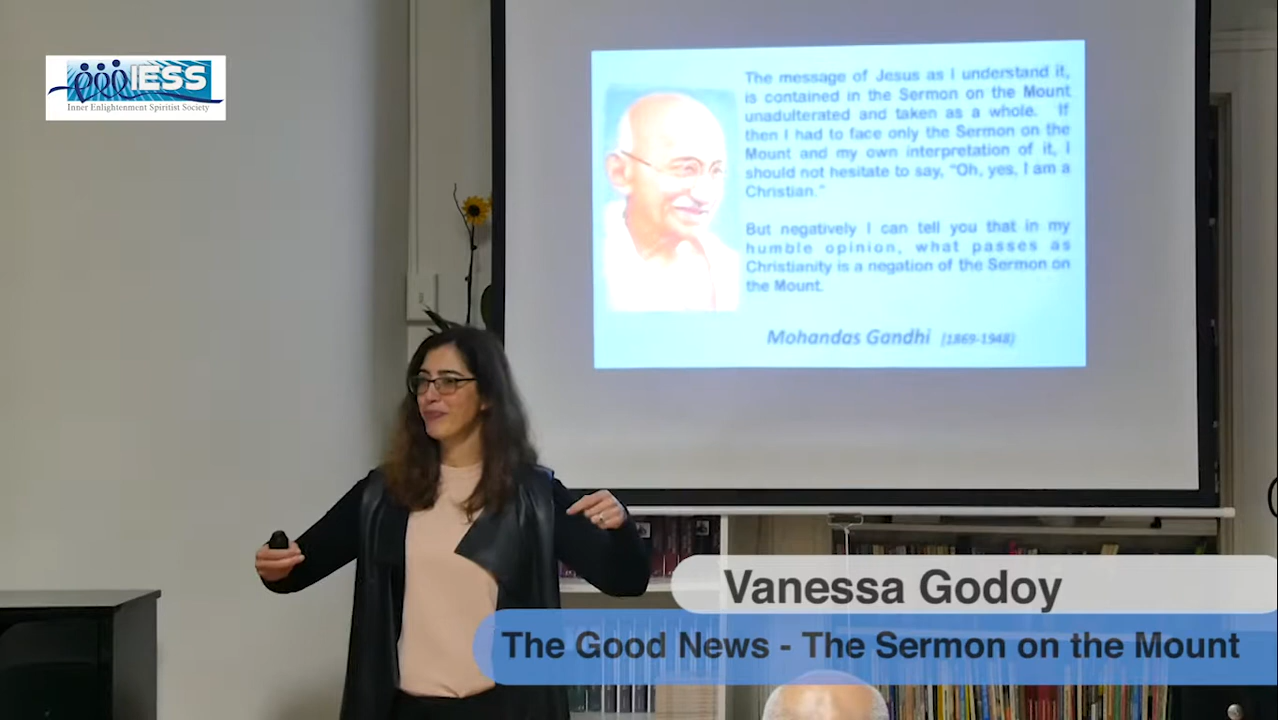 IESS
Inner Enlightenment Spiritist Society
The message of Jesus as I understand it,
is contained in the Sermon on the Mount
unadulterated and taken as a whole. If
then I had to face only the Sermon on the
Mount and my own interpretation of it, I
should not hesitate to say, "Oh, yes, I am a
Christian."
But negatively I can tell you that in my
humble opinion, what passes as
Christianity is a negation of the Sermon on
the Mount.
Mohandas Gandhi (1869-1948)
Vanessa Godoy
The Good News - The Sermon on the Mount